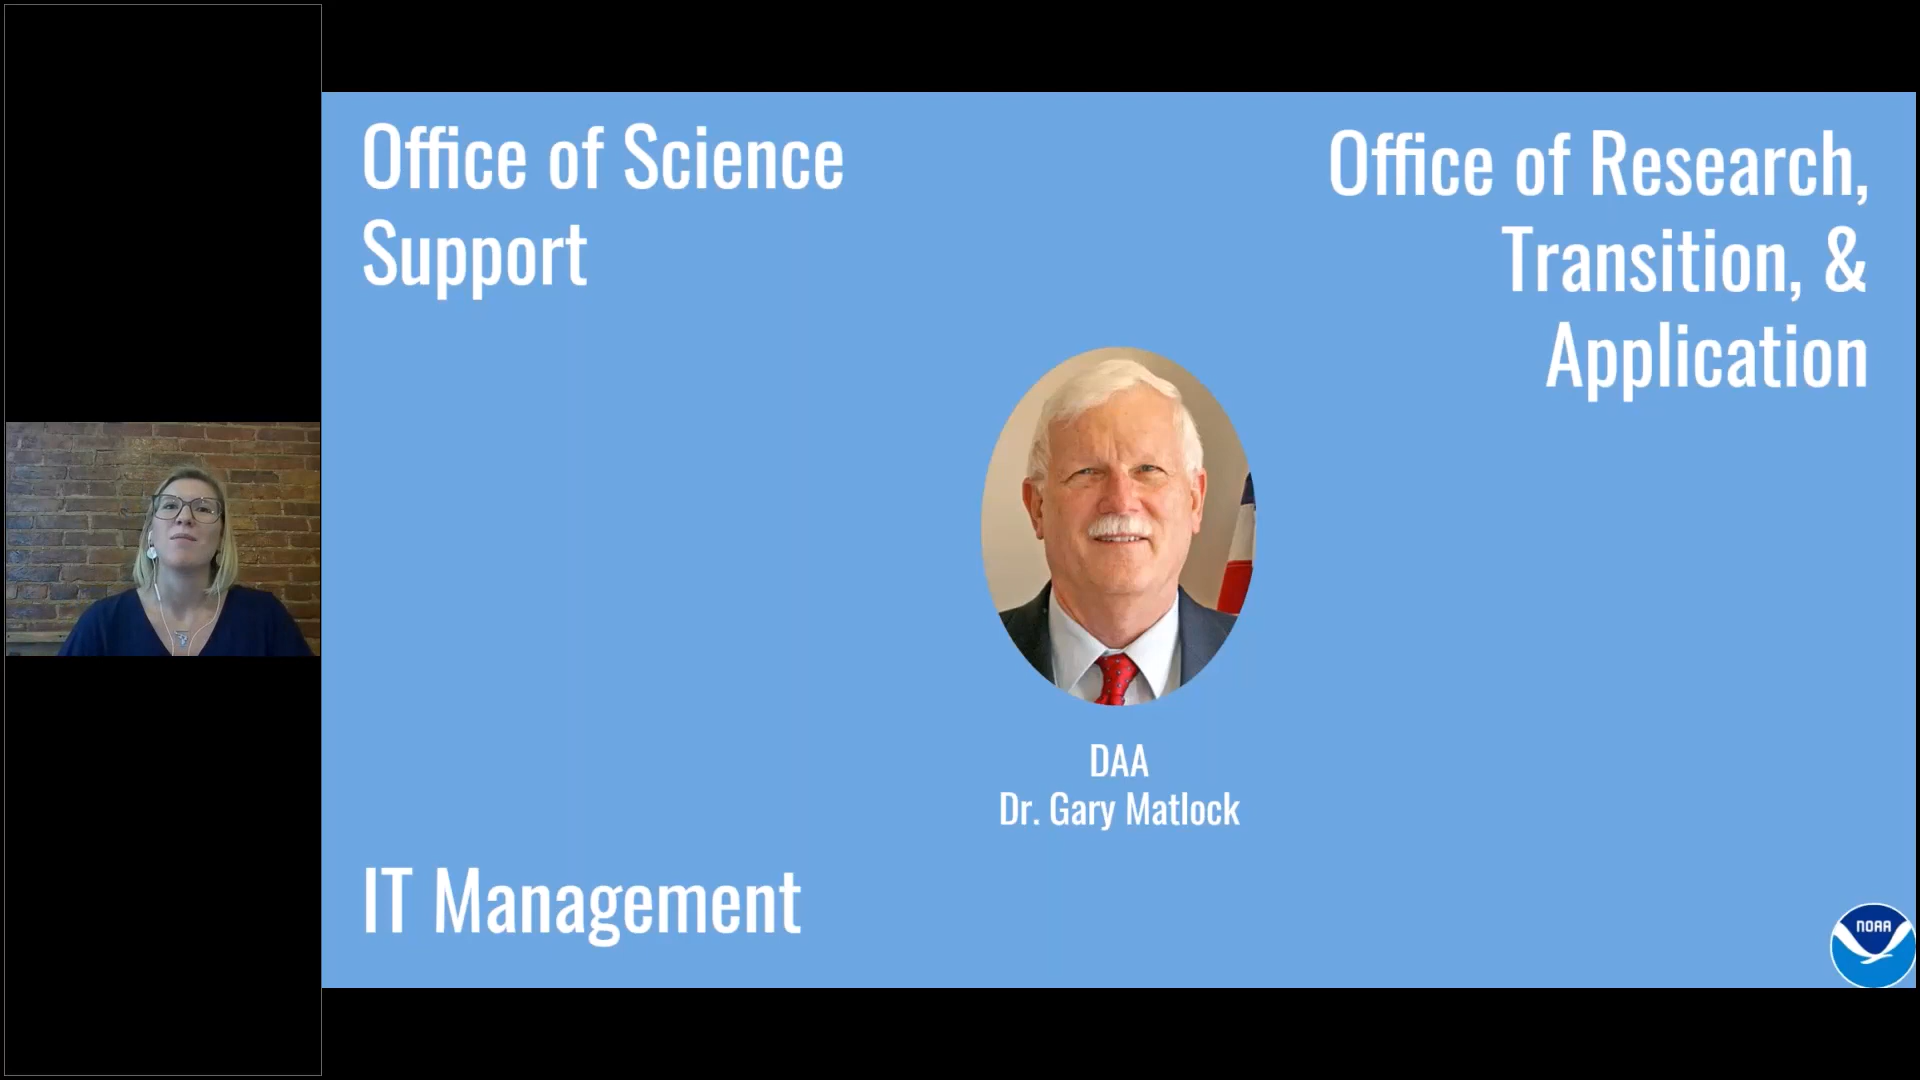 Office of Science
Support
Office of Research,
Transition, &
Application
DAA
Dr. Gary Matlock
IT Management
NOAA